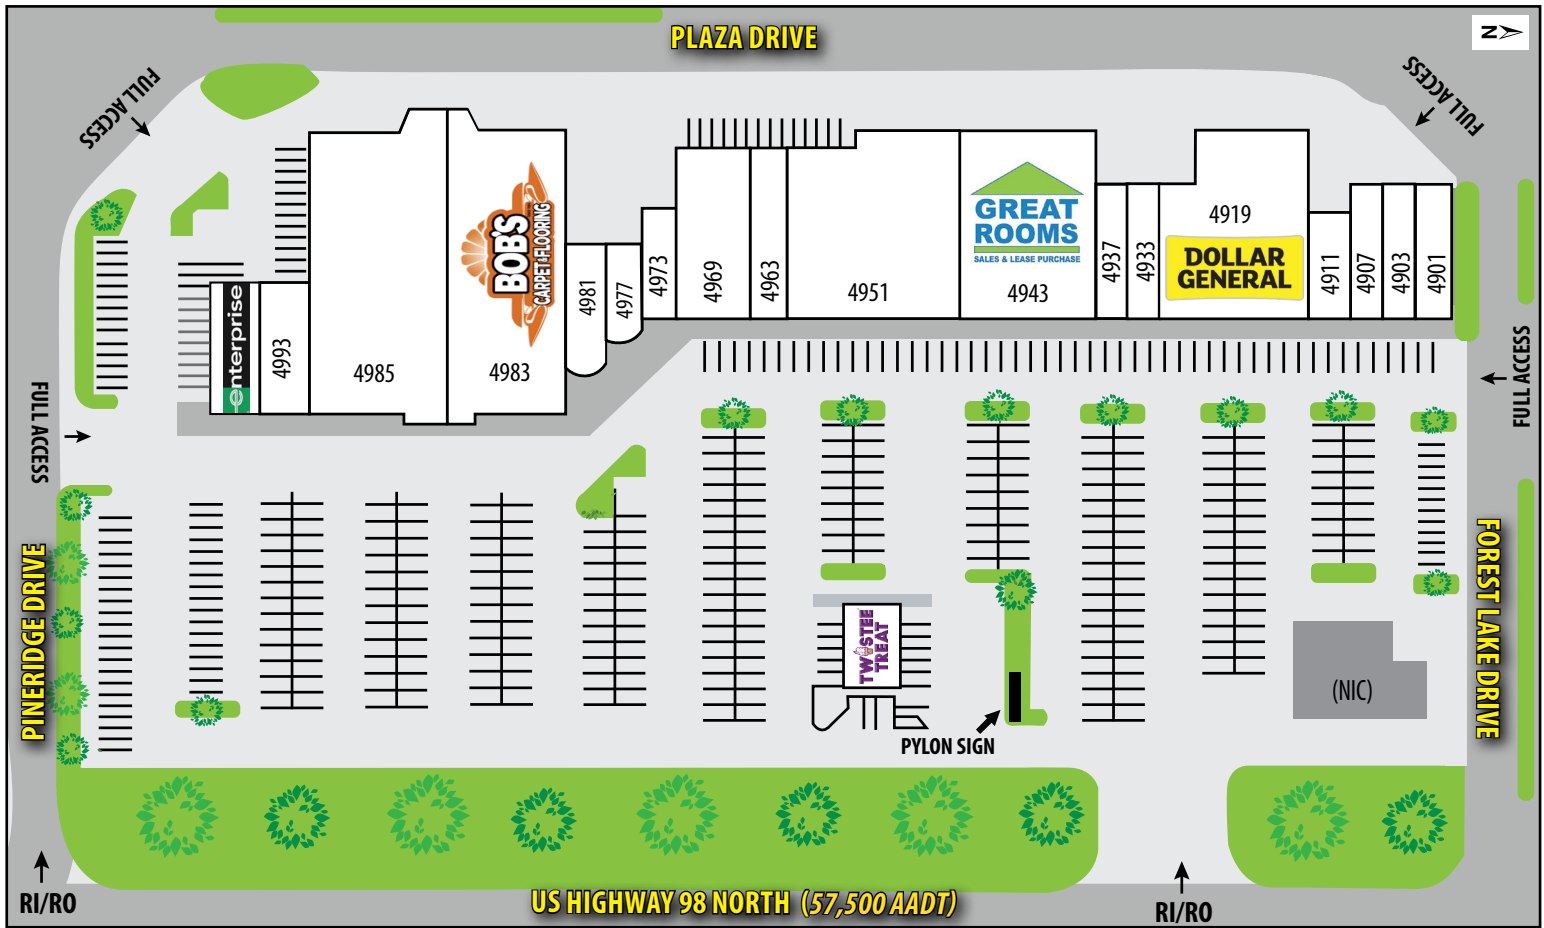 PLAZA DRIVE
N
FULL ACCESS
FULL ACCESS
enterprise
4993
4985
BOB'S
CARPET & FLOORING
4983
4981
4977
4973
4969
4963
4951
GREAT
ROOMS
SALES & LEASE PURCHASE
4943
4937
4933
4919
DOLLAR
GENERAL
4911
4907
4903
4901
FULL ACCESS
FULL ACCESS
PINERIDGE DRIVE
FOREST LAKE DRIVE
TWISTEE
TREAT
(NIC)
PYLON SIGN
RI/RO
US HIGHWAY 98 NORTH (57,500 AADT)
RI/RO